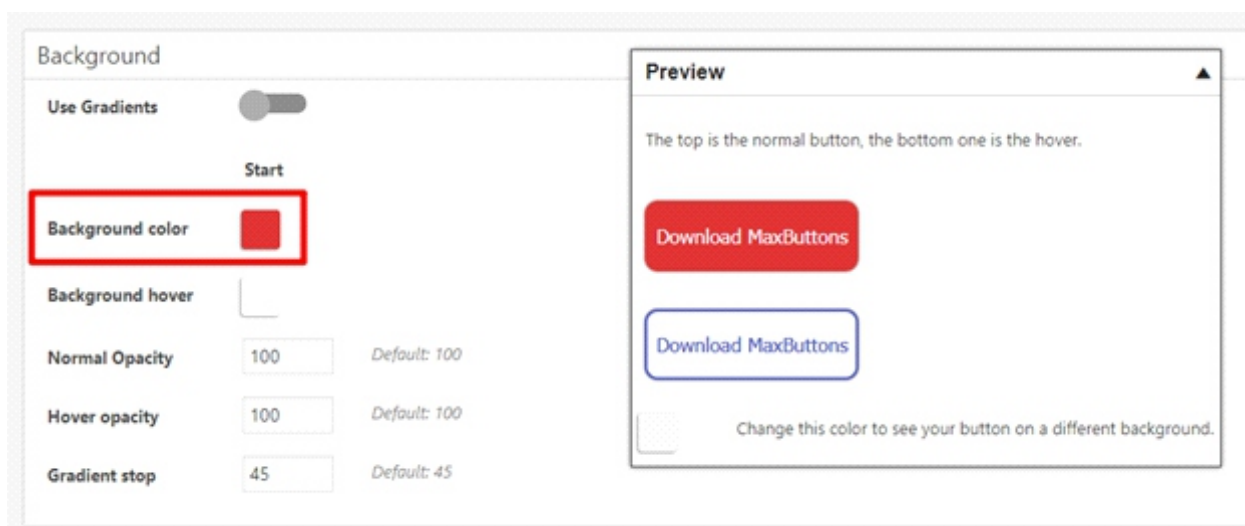 Background
Use Gradients
Start
Background color
Background hover
Normal Opacity 100 Default: 100
Hover opacity 100 Default: 100
Gradient stop 45 Default: 45
Preview
The top is the normal button, the bottom one is the hover.
Download MaxButtons
Download MaxButtons
Change this color to see your button on a different background.